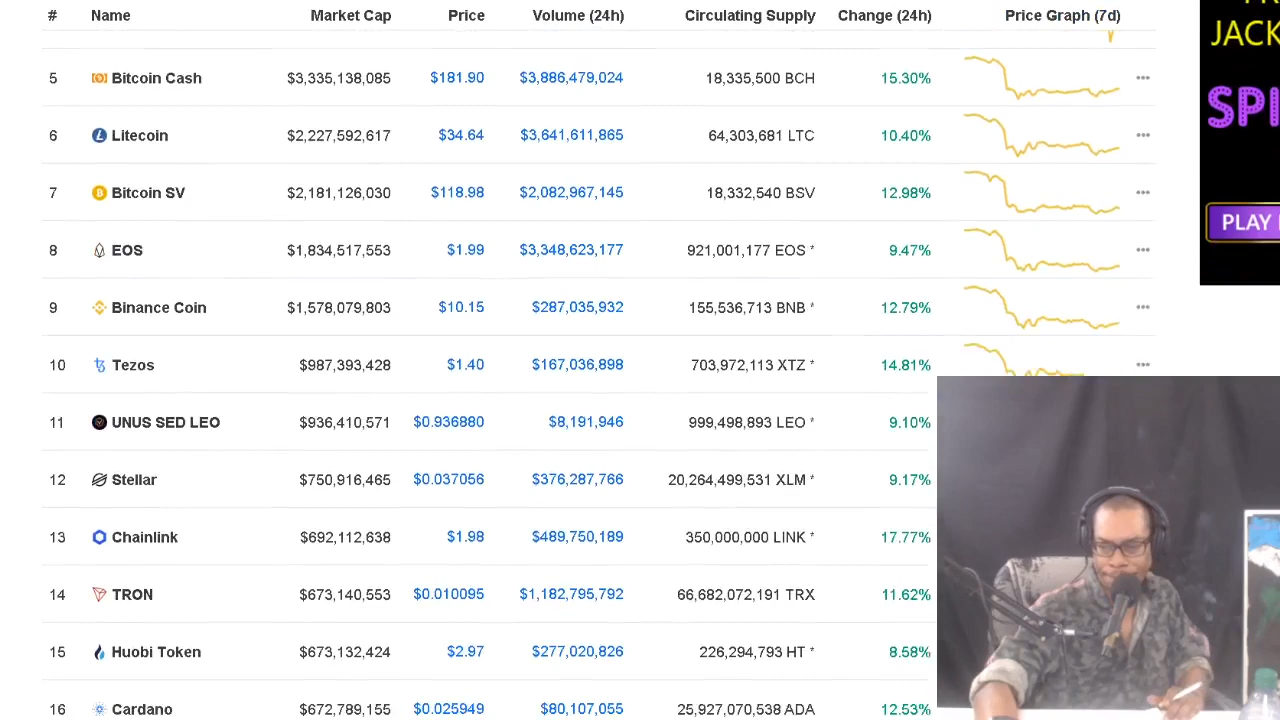 # Name Market Cap Price Volume (24h) Circulating Supply Change (24h) Price Graph (7d)
JACK
5 Bitcoin Cash $3,335,138,085 $181.90 $3,886,479,024 18,335,500 BCH 15.30% •••
SPI
6 Litecoin $2,227,592,617 $34.64 $3,641,611,865 64,303,681 LTC 10.40% •••
7 Bitcoin SV $2,181,126,030 $118.98 $2,082,967,145 18,332,540 BSV 12.98% •••
PLAY
8 EOS $1,834,517,553 $1.99 $3,348,623,177 921,001,177 EOS * 9.47% •••
9 Binance Coin $1,578,079,803 $10.15 $287,035,932 155,536,713 BNB * 12.79% •••
10 Tezos $987,393,428 $1.40 $167,036,898 703,972,113 XTZ * 14.81% •••
11 UNUS SED LEO $936,410,571 $0.936880 $8,191,946 999,498,893 LEO * 9.10%
12 Stellar $750,916,465 $0.037056 $376,287,766 20,264,499,531 XLM * 9.17%
13 Chainlink $692,112,638 $1.98 $489,750,189 350,000,000 LINK * 17.77%
14 TRON $673,140,553 $0.010095 $1,182,795,792 66,682,072,191 TRX 11.62%
15 Huobi Token $673,132,424 $2.97 $277,020,826 226,294,793 HT * 8.58%
16 Cardano $672,789,155 $0.025949 $80,107,055 25,927,070,538 ADA 12.53%